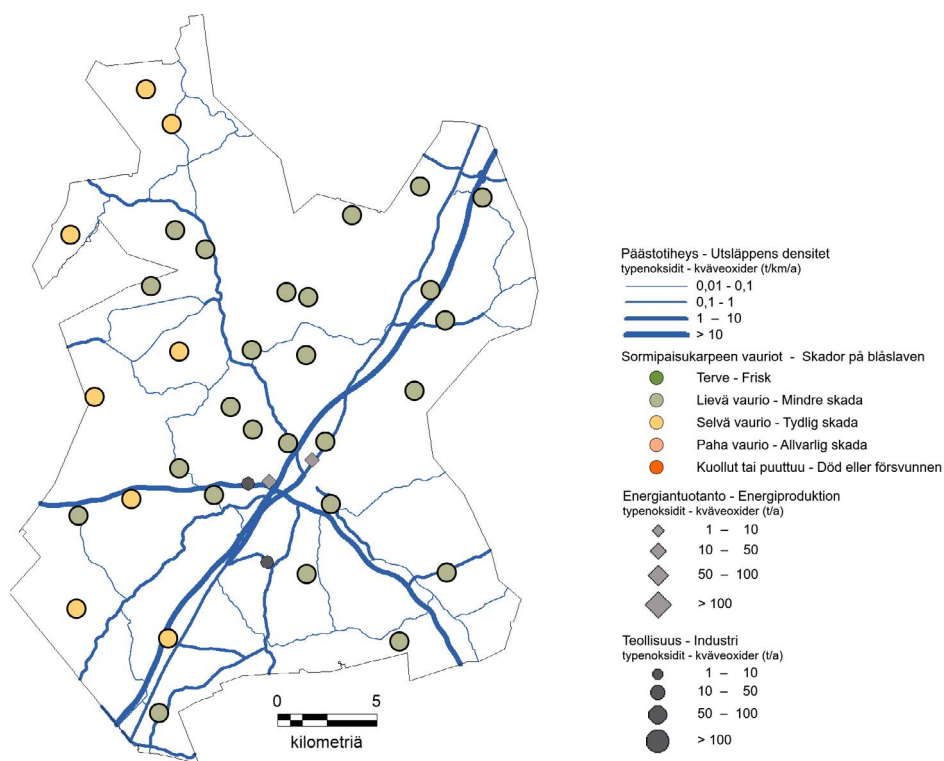 Päästotiheys - Utsläppens densitet
typenoksidit - kväveoxider (t/km/a)
0,01 - 0,1
0,1 - 1
1 – 10
> 10
Sormipaisukarpeen vauriot - Skador på blåslaven
Terve - Frisk
Lievä vaurio - Mindre skada
Selvä vaurio - Tydlig skada
Paha vaurio - Allvarlig skada
Kuollut tai puuttuu - Död eller försvunnen
Energiantuotanto - Energiproduktion
typenoksidit - kväveoxider (t/a)
1 – 10
10 – 50
50 – 100
> 100
Teollisuus - Industri
typenoksidit - kväveoxider (t/a)
1 – 10
10 – 50
50 – 100
> 100
0 5
kilometriä